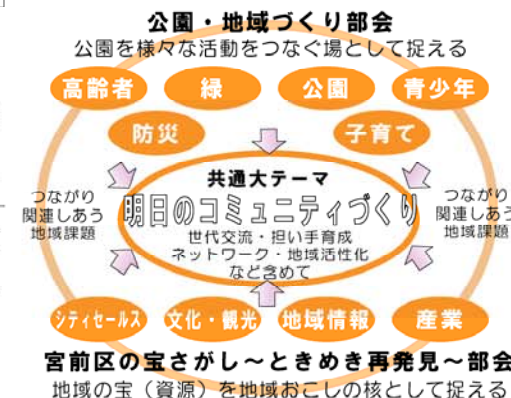 公園・地域づくり部会
公園を様々な活動をつなぐ場として捉える
高齢者
緑
公園
青少年
防災
子育て
共通大テーマ
明日のコミュニティづくり
世代交流・担い手育成
ネットワーク・地域活性化
など含めて
つながり
関連しあう
地域課題
つながり
関連しあう
地域課題
シティセールス
文化・観光
地域情報
産業
宮前区の宝さがし～ときめき再発見～部会
地域の宝（資源）を地域おこしの核として捉える